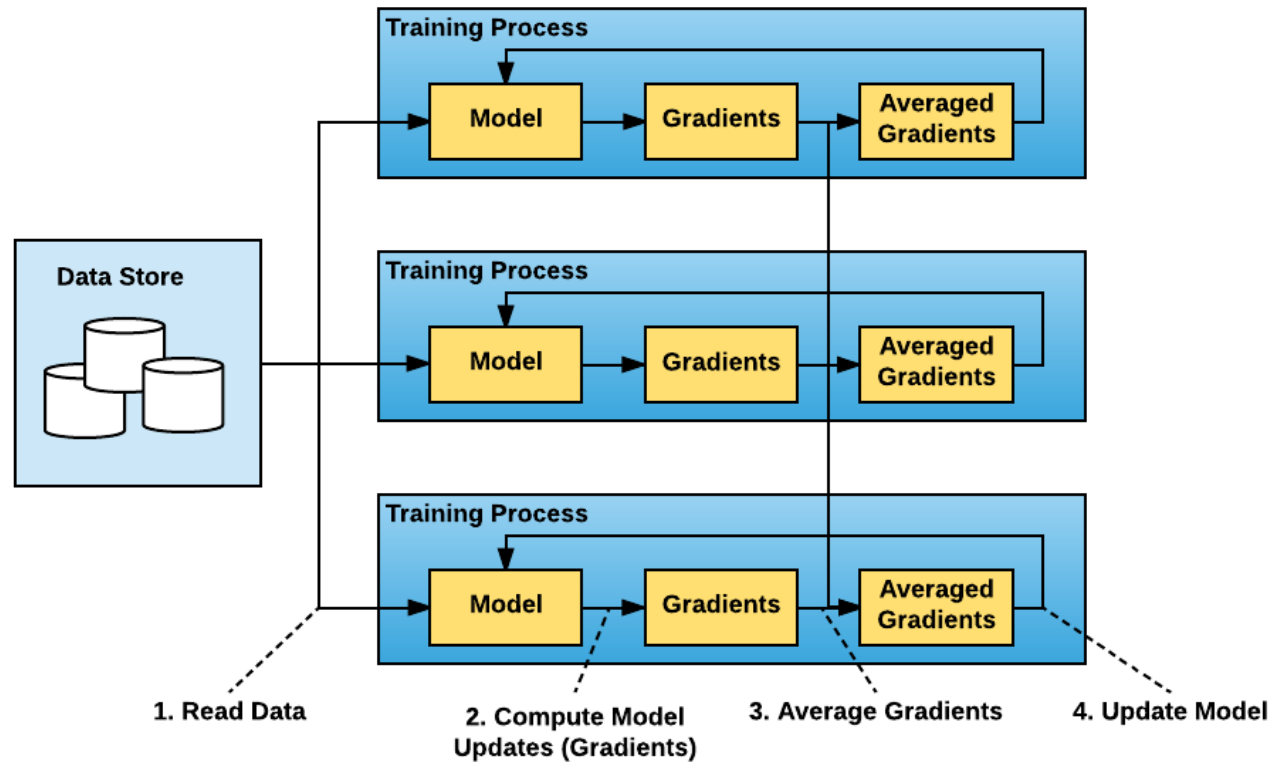 Training Process
Model
Gradients
Averaged
Gradients
Data Store
Training Process
Model
Gradients
Averaged
Gradients
Training Process
Model
Gradients
Averaged
Gradients
1. Read Data
2. Compute Model
Updates (Gradients)
3. Average Gradients
4. Update Model